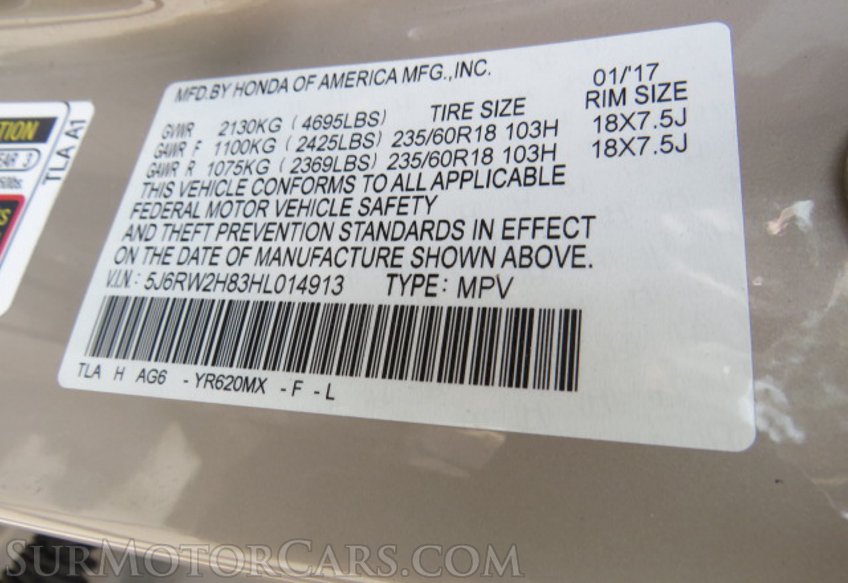 TION
EAR 3
TLA A1
MFD.BY HONDA OF AMERICA MFG.,INC. 01/'17
GVWR 2130KG (4695LBS) TIRE SIZE RIM SIZE
GAWR F 1100KG (2425LBS) 235/60R18 103H 18X7.5J
GAWR R 1075KG (2369LBS) 235/60R18 103H 18X7.5J
THIS VEHICLE CONFORMS TO ALL APPLICABLE
FEDERAL MOTOR VEHICLE SAFETY
AND THEFT PREVENTION STANDARDS IN EFFECT
ON THE DATE OF MANUFACTURE SHOWN ABOVE.
V.I.N.: 5J6RW2H83HL014913 TYPE: MPV
TLA H AG6 - YR620MX - F - L
SURMOTORCARS.COM